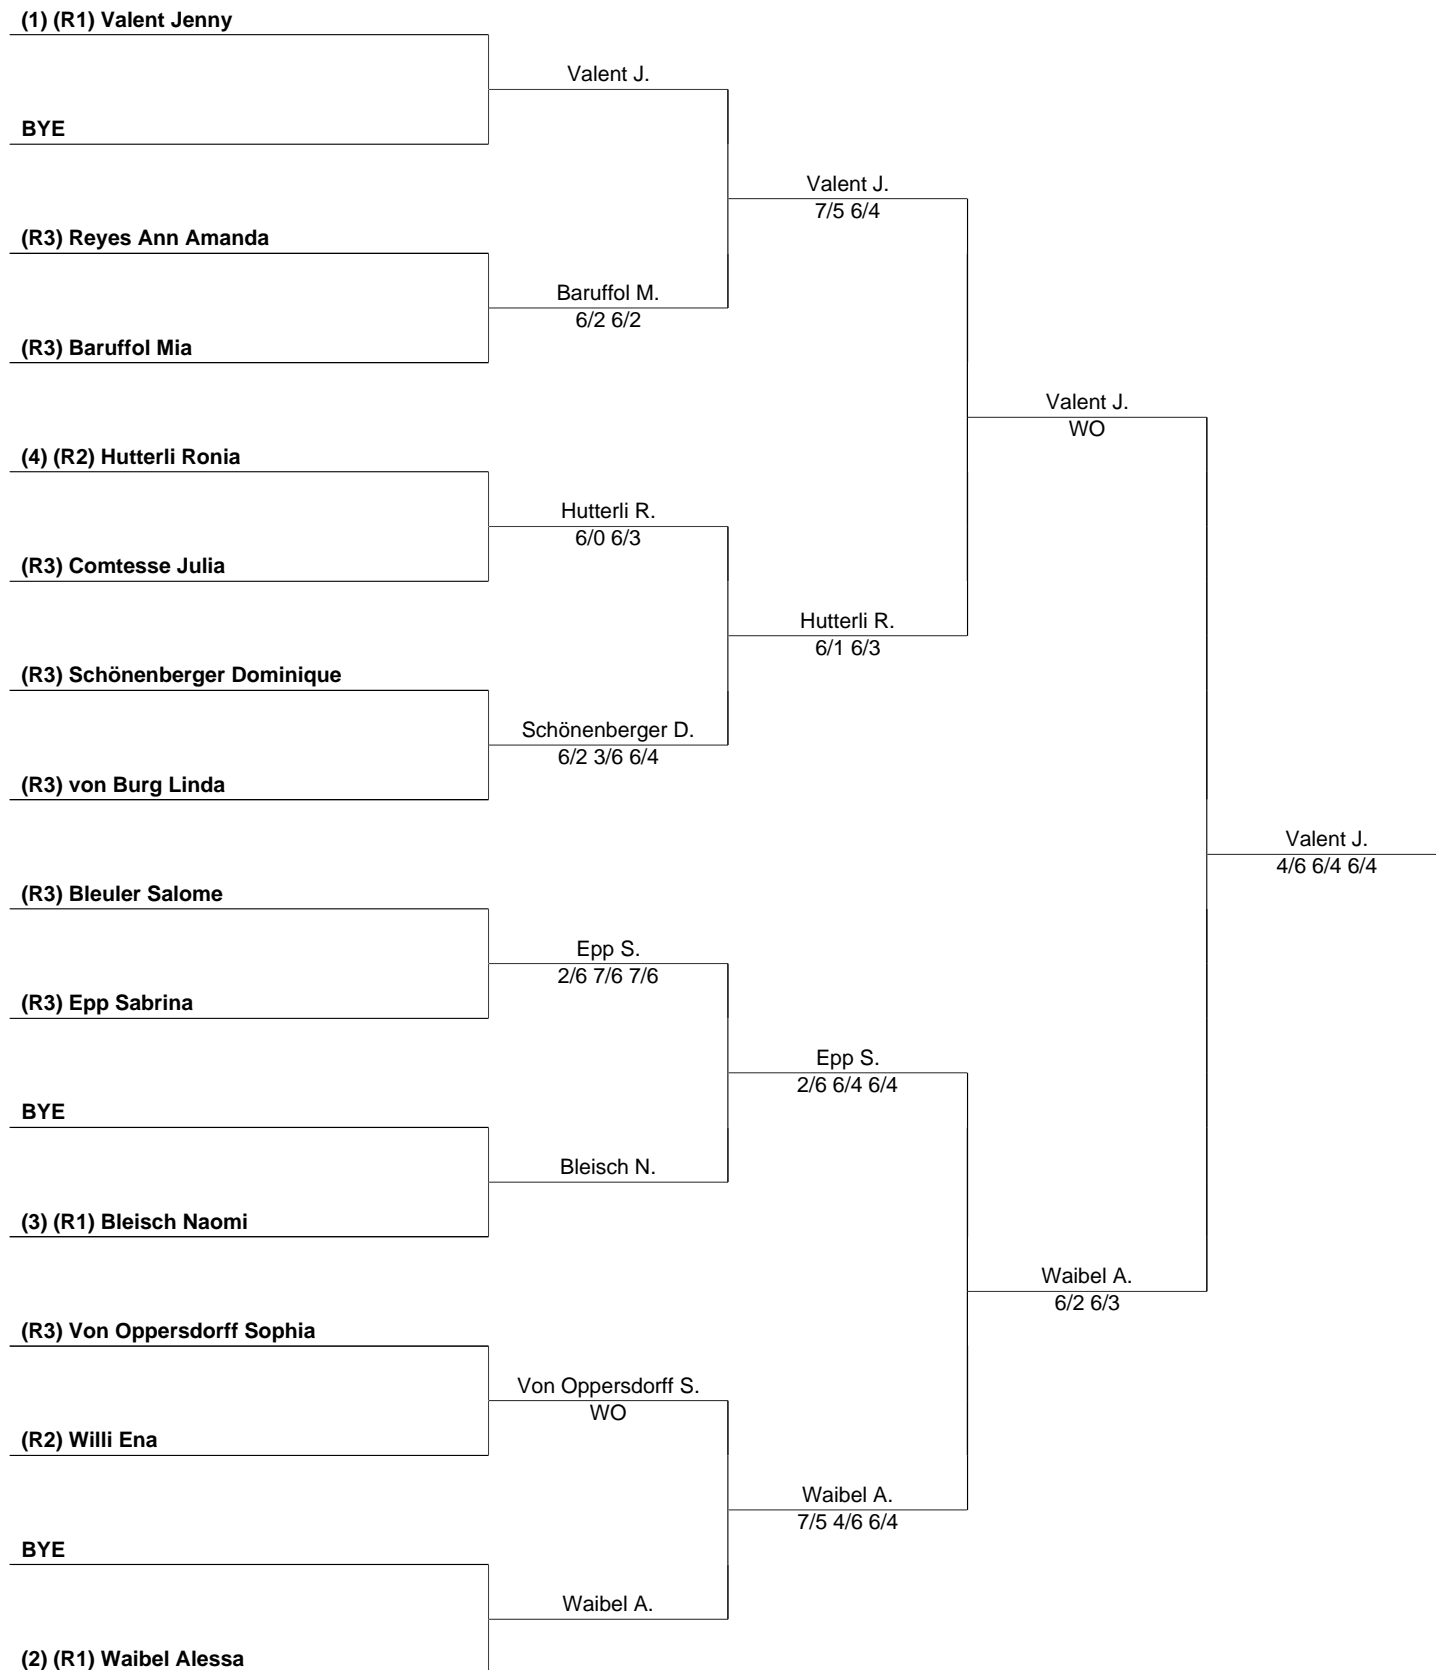 (1) (R1) Valent Jenny
Valent J.
BYE
Valent J.
7/5 6/4
(R3) Reyes Ann Amanda
Baruffol M.
6/2 6/2
(R3) Baruffol Mia
Valent J.
WO
(4) (R2) Hutterli Ronia
Hutterli R.
6/0 6/3
(R3) Comtesse Julia
Hutterli R.
6/1 6/3
(R3) Schönenberger Dominique
Schönenberger D.
6/2 3/6 6/4
(R3) von Burg Linda
Valent J.
4/6 6/4 6/4
(R3) Bleuler Salome
Epp S.
2/6 7/6 7/6
(R3) Epp Sabrina
Epp S.
2/6 6/4 6/4
BYE
Bleisch N.
(3) (R1) Bleisch Naomi
Waibel A.
6/2 6/3
(R3) Von Oppersdorff Sophia
Von Oppersdorff S.
WO
(R2) Willi Ena
Waibel A.
7/5 4/6 6/4
BYE
Waibel A.
(2) (R1) Waibel Alessa